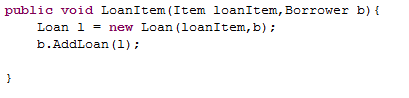 public void LoanItem(Item loanItem,Borrower b){
    Loan l = new Loan(loanItem,b);
    b.AddLoan(l);

}